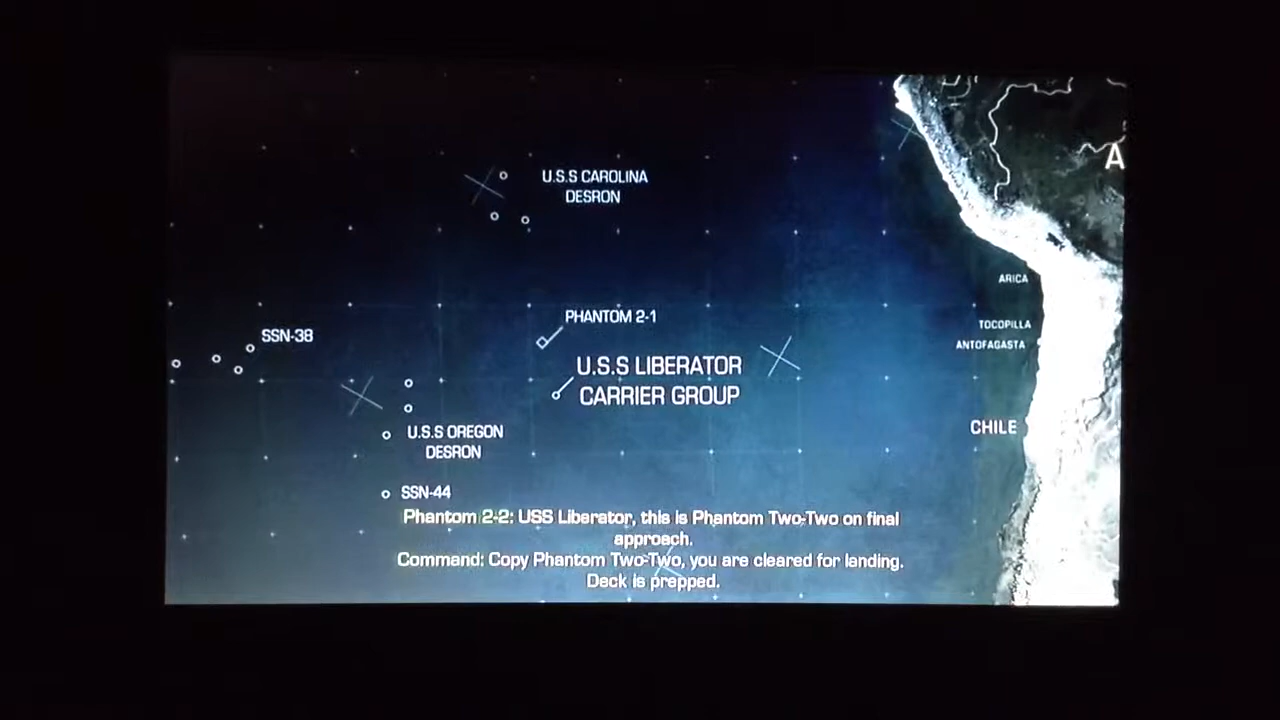 U.S.S CAROLINA
DESRON
A
ARICA
PHANTOM 2-1
TOCOPILLA
SSN-38
ANTOFAGASTA
U.S.S LIBERATOR
CARRIER GROUP
CHILE
U.S.S OREGON
DESRON
SSN-44
Phantom 2-2: USS Liberator, this is Phantom Two-Two on final
approach.
Command: Copy Phantom Two-Two, you are cleared for landing.
Deck is prepped.